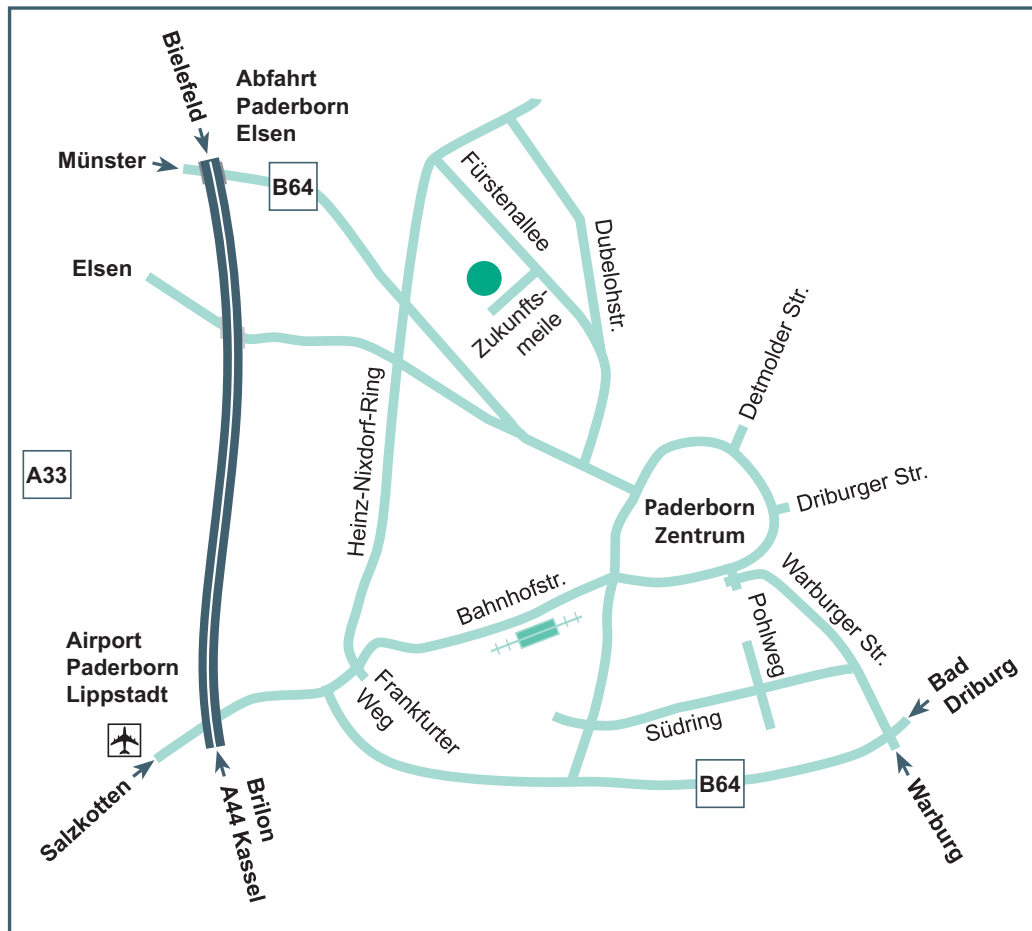 Bielefeld
Abfahrt
Paderborn
Elsen
Münster
B64
Elsen
Fürstenallee
Dubelohstr.
Zukunfts-
meile
Heinz-Nixdorf-Ring
Detmolder Str.
Driburger Str.
A33
Paderborn
Zentrum
Bahnhofstr.
Warburger Str.
Pohlweg
Airport
Paderborn
Lippstadt
Frankfurter
Weg
Südring
Bad
Driburg
B64
Salzkotten
Brilon
A44 Kassel
Warburg